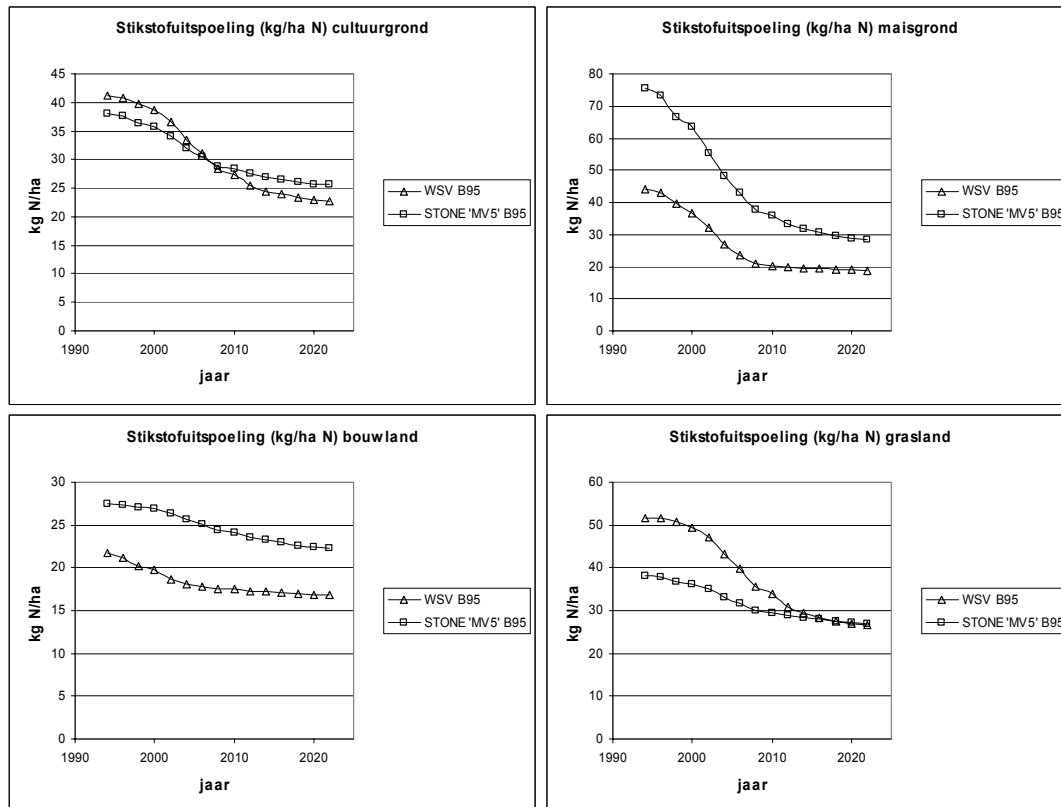 Stikstofuitspoeling (kg/ha N) cultuurgrond
45
40
35
30
25
20
15
10
5
0
kg N/ha
1990
2000
2010
2020
jaar
WSV B95
STONE 'MV5' B95
Stikstofuitspoeling (kg/ha N) maisgrond
80
70
60
50
40
30
20
10
0
kg N/ha
1990
2000
2010
2020
jaar
WSV B95
STONE 'MV5' B95
Stikstofuitspoeling (kg/ha N) bouwland
30
25
20
15
10
5
0
kg N/ha
1990
2000
2010
2020
jaar
WSV B95
STONE 'MV5' B95
Stikstofuitspoeling (kg/ha N) grasland
60
50
40
30
20
10
0
kg N/ha
1990
2000
2010
2020
jaar
WSV B95
STONE 'MV5' B95